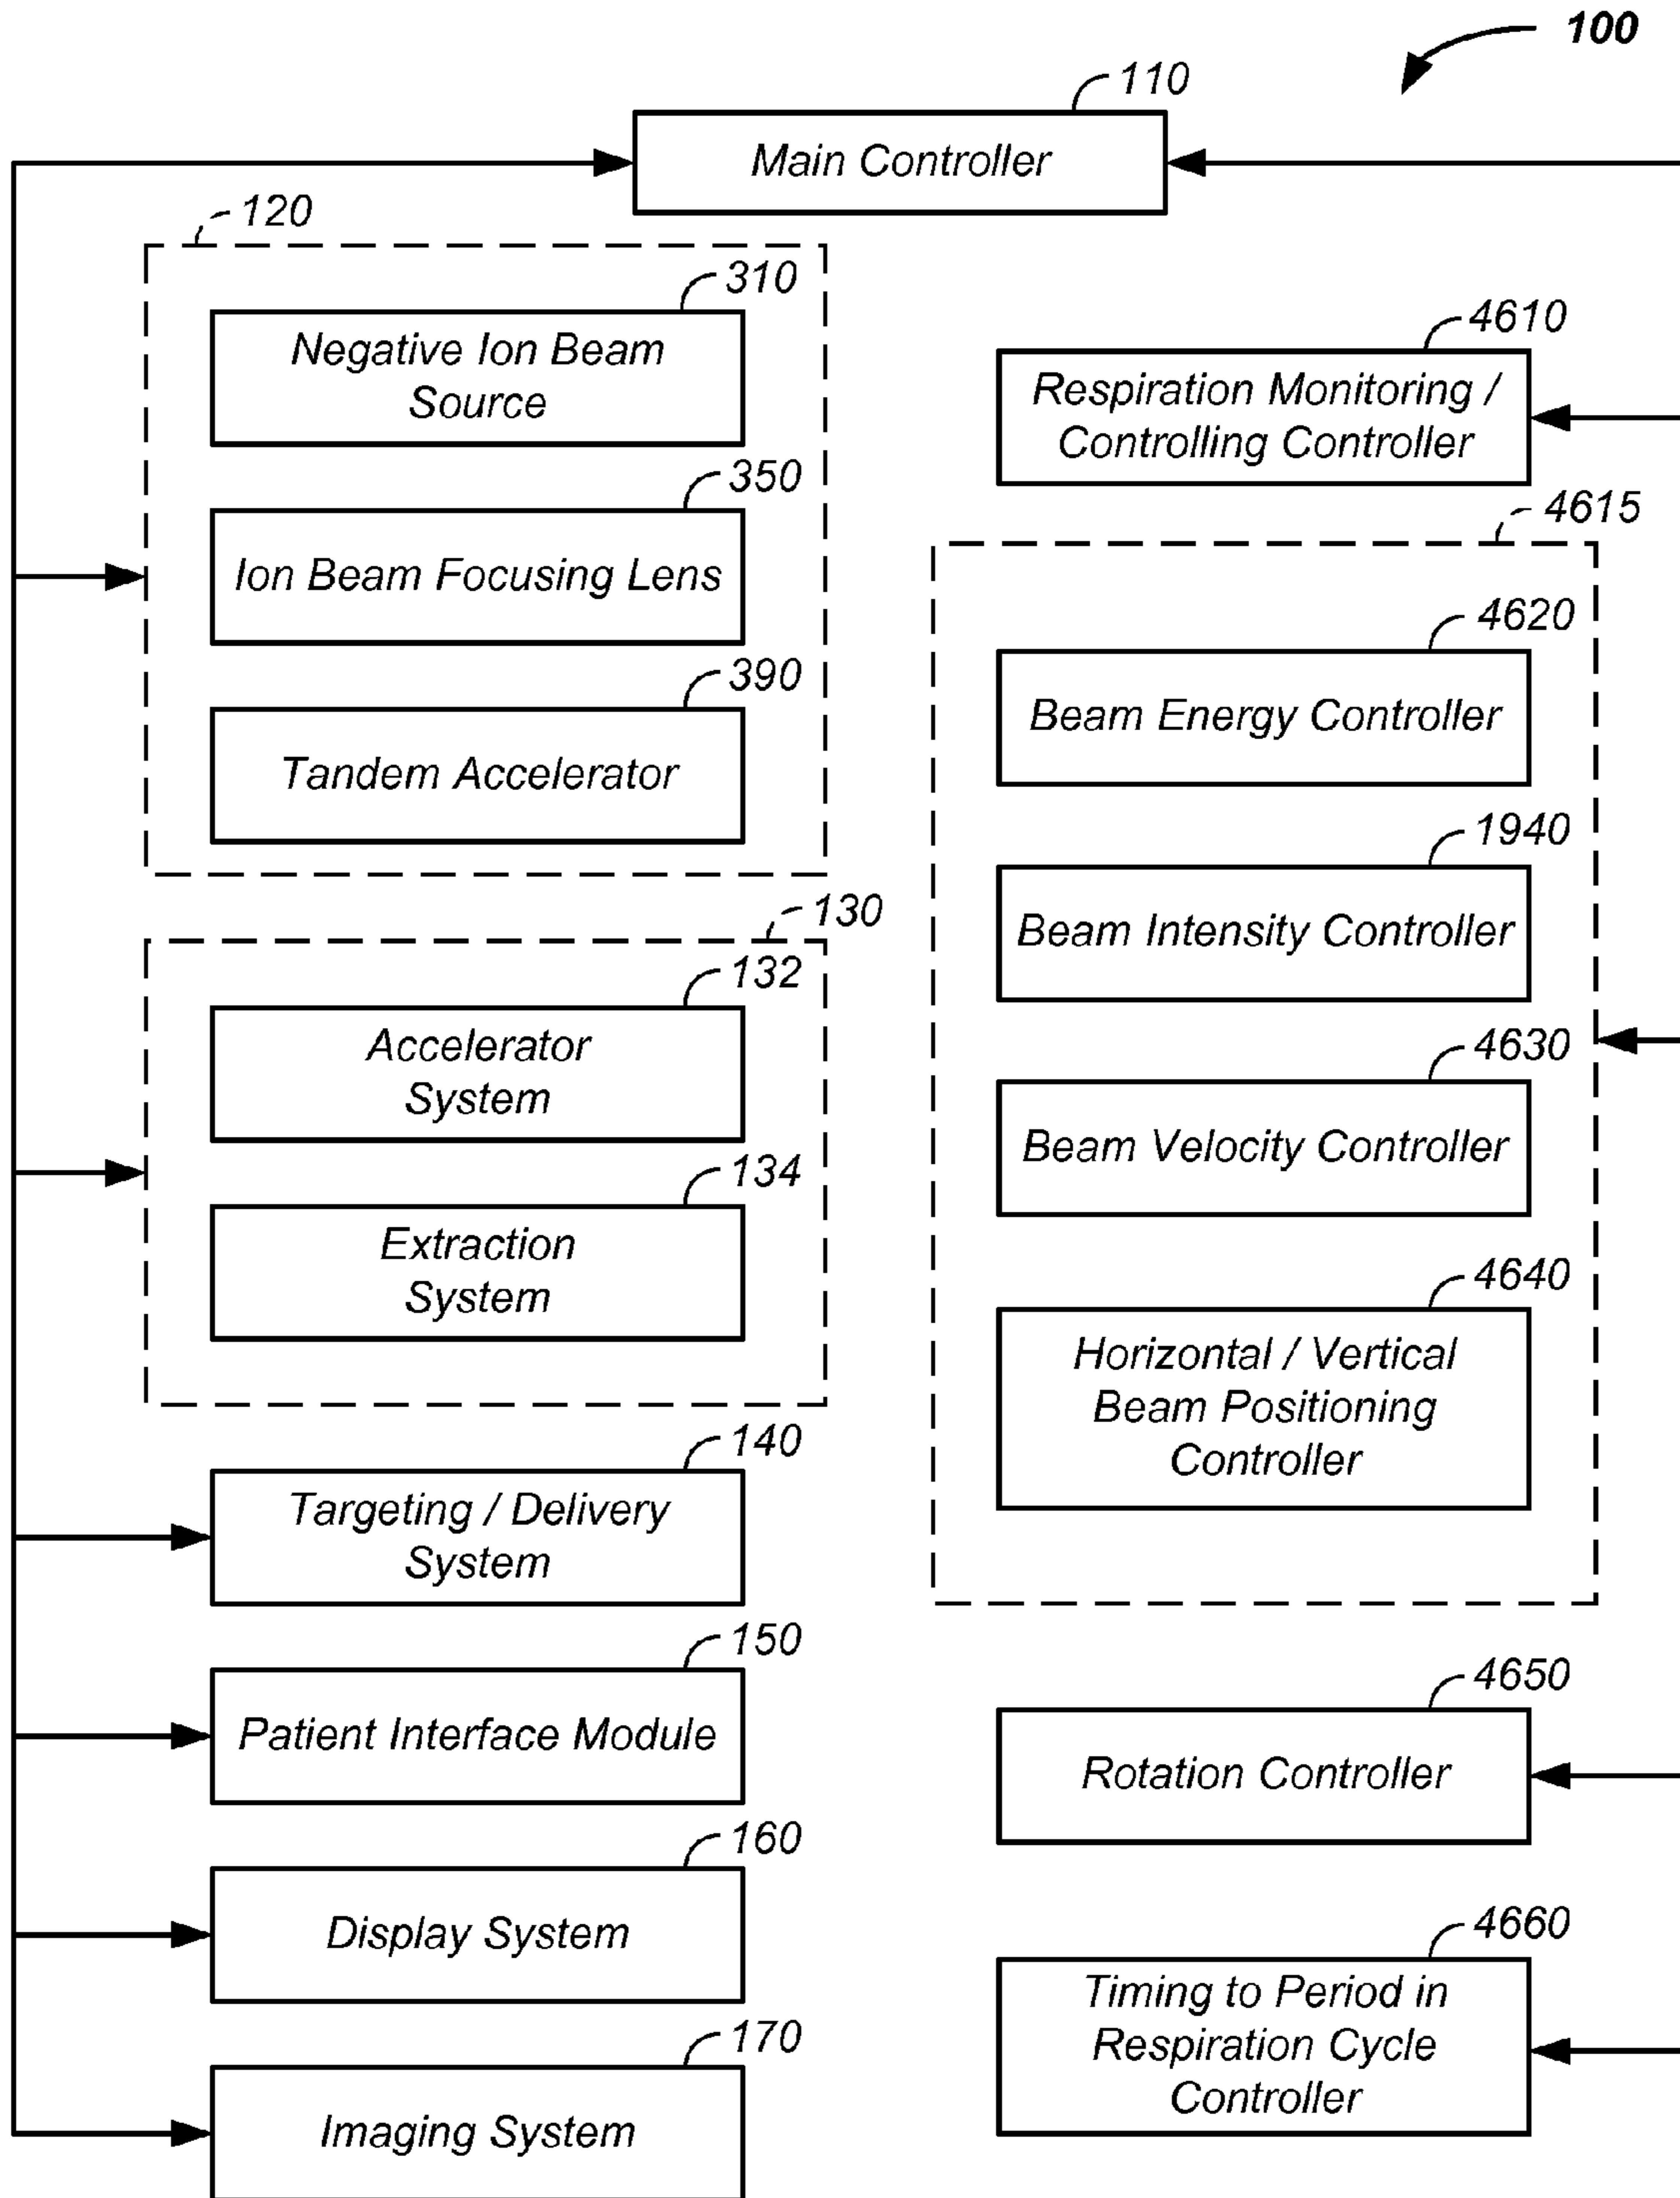 100
110
Main Controller
120
310
Negative Ion Beam
Source
350
Ion Beam Focusing Lens
390
Tandem Accelerator
130
132
Accelerator
System
134
Extraction
System
140
Targeting / Delivery
System
150
Patient Interface Module
160
Display System
170
Imaging System
4610
Respiration Monitoring /
Controlling Controller
4615
4620
Beam Energy Controller
1940
Beam Intensity Controller
4630
Beam Velocity Controller
4640
Horizontal / Vertical
Beam Positioning
Controller
4650
Rotation Controller
4660
Timing to Period in
Respiration Cycle
Controller